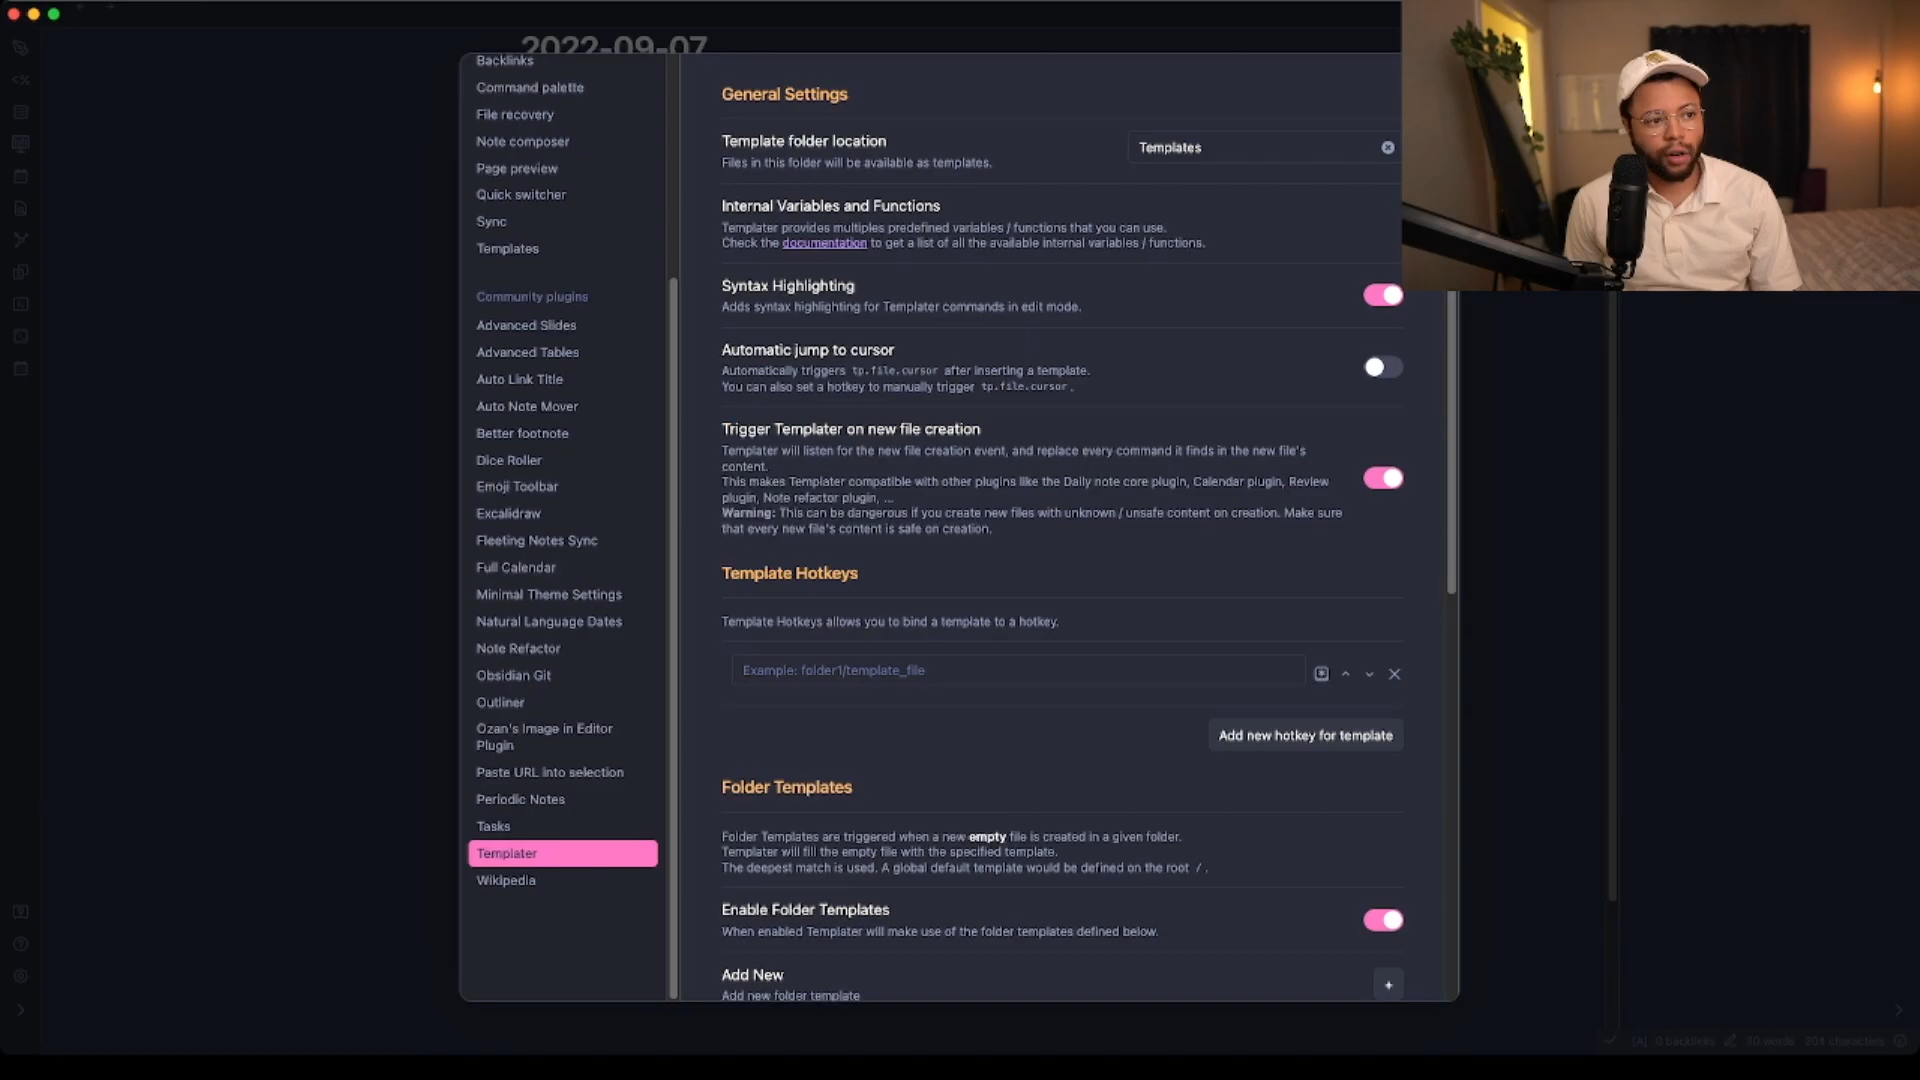 2022-09-07
Backlinks
Command palette
File recovery
Note composer
Page preview
Quick switcher
Sync
Templates
Community plugins
Advanced Slides
Advanced Tables
Auto Link Title
Auto Note Mover
Better footnote
Dice Roller
Emoji Toolbar
Excalidraw
Fleeting Notes Sync
Full Calendar
Minimal Theme Settings
Natural Language Dates
Note Refactor
Obsidian Git
Outliner
Ozan's Image in Editor
Plugin
Paste URL into selection
Periodic Notes
Tasks
Templater
Wikipedia
General Settings
Template folder location
Files in this folder will be available as templates.
Templates
Internal Variables and Functions
Templater provides multiples predefined variables / functions that you can use.
Check the documentation to get a list of all the available internal variables / functions.
Syntax Highlighting
Adds syntax highlighting for Templater commands in edit mode.
Automatic jump to cursor
Automatically triggers tp.file.cursor after inserting a template.
You can also set a hotkey to manually trigger tp.file.cursor.
Trigger Templater on new file creation
Templater will listen for the new file creation event, and replace every command it finds in the new file's
content.
This makes Templater compatible with other plugins like the Daily note core plugin, Calendar plugin, Review
plugin, Note refactor plugin, ...
Warning: This can be dangerous if you create new files with unknown / unsafe content on creation. Make sure
that every new file's content is safe on creation.
Template Hotkeys
Template Hotkeys allows you to bind a template to a hotkey.
Example: folder1/template_file
Add new hotkey for template
Folder Templates
Folder Templates are triggered when a new empty file is created in a given folder.
Templater will fill the empty file with the specified template.
The deepest match is used. A global default template would be defined on the root / .
Enable Folder Templates
When enabled Templater will make use of the folder templates defined below.
Add New
Add new folder template
[A] 0 backlinks 30 words 204 characters